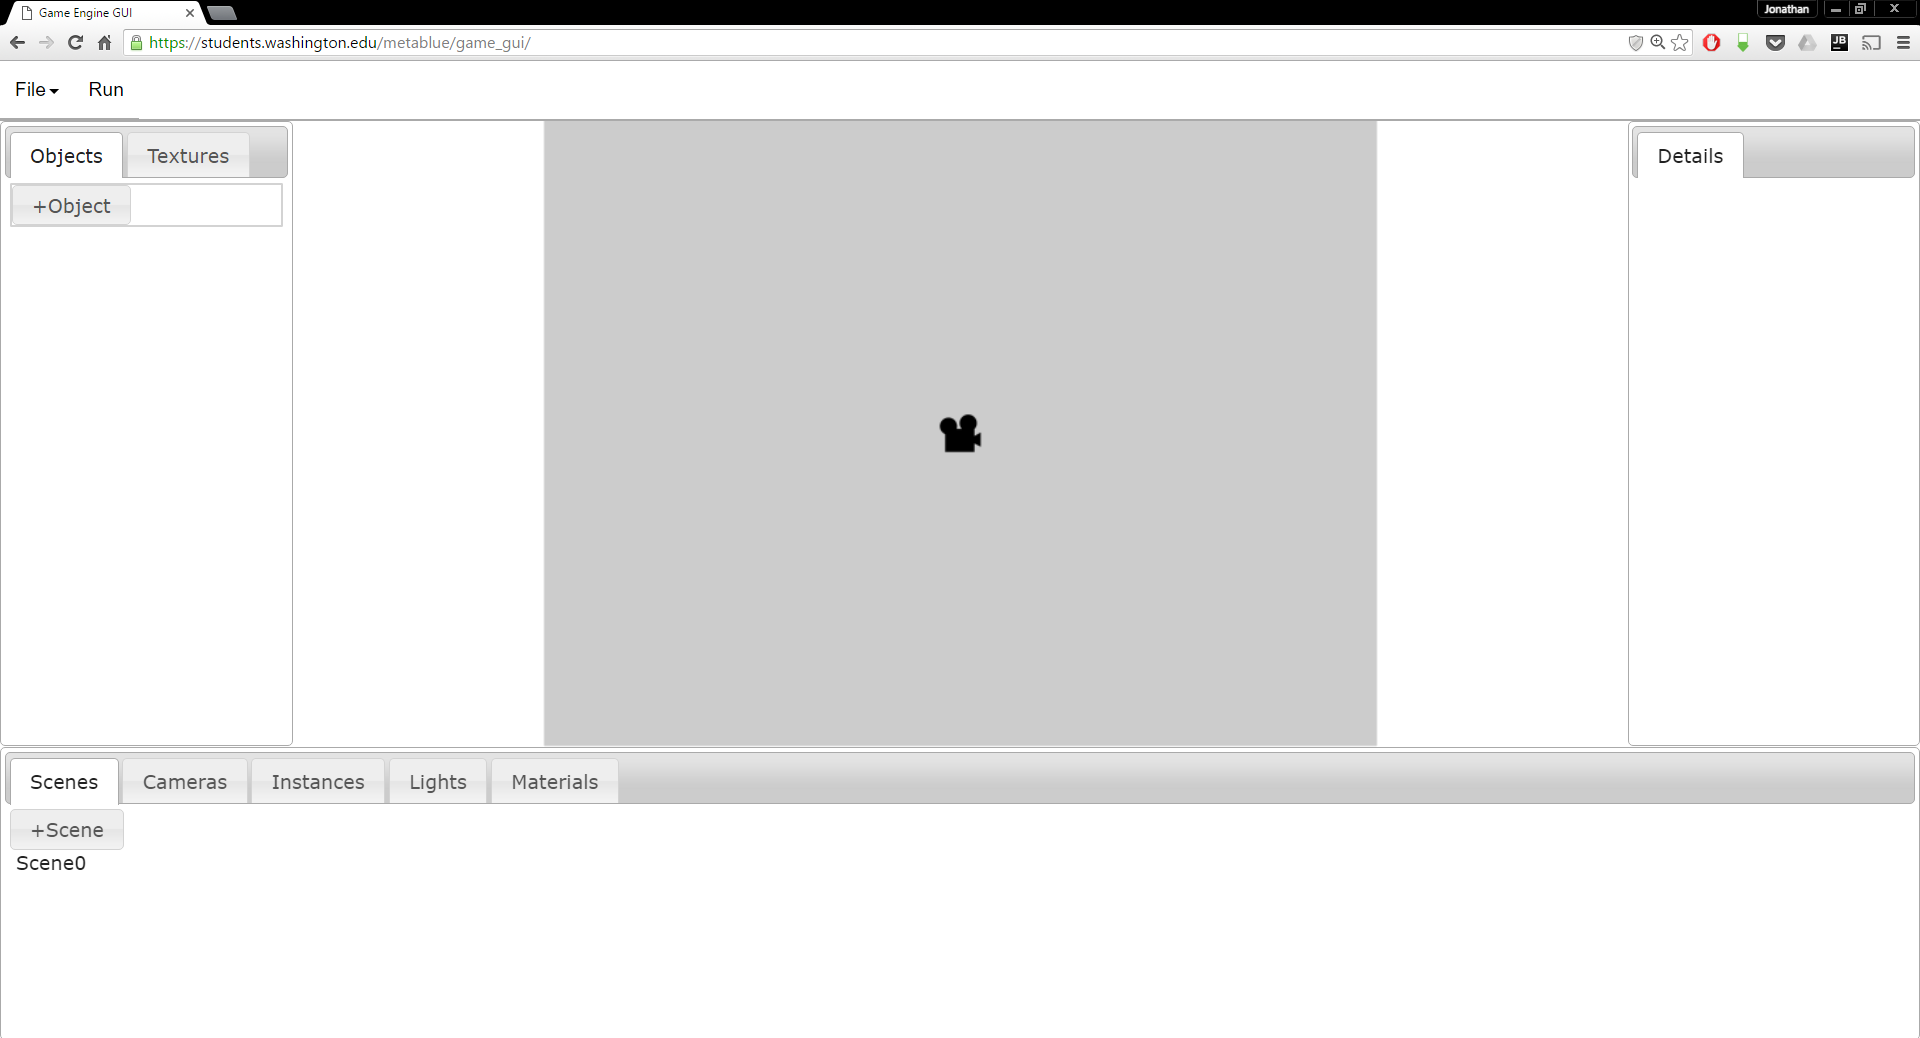 Game Engine GUI
Jonathan
https://students.washington.edu/metablue/game_gui/
JB
File Run
Objects Textures
Details
+Object
Scenes Cameras Instances Lights Materials
+Scene
Scene0